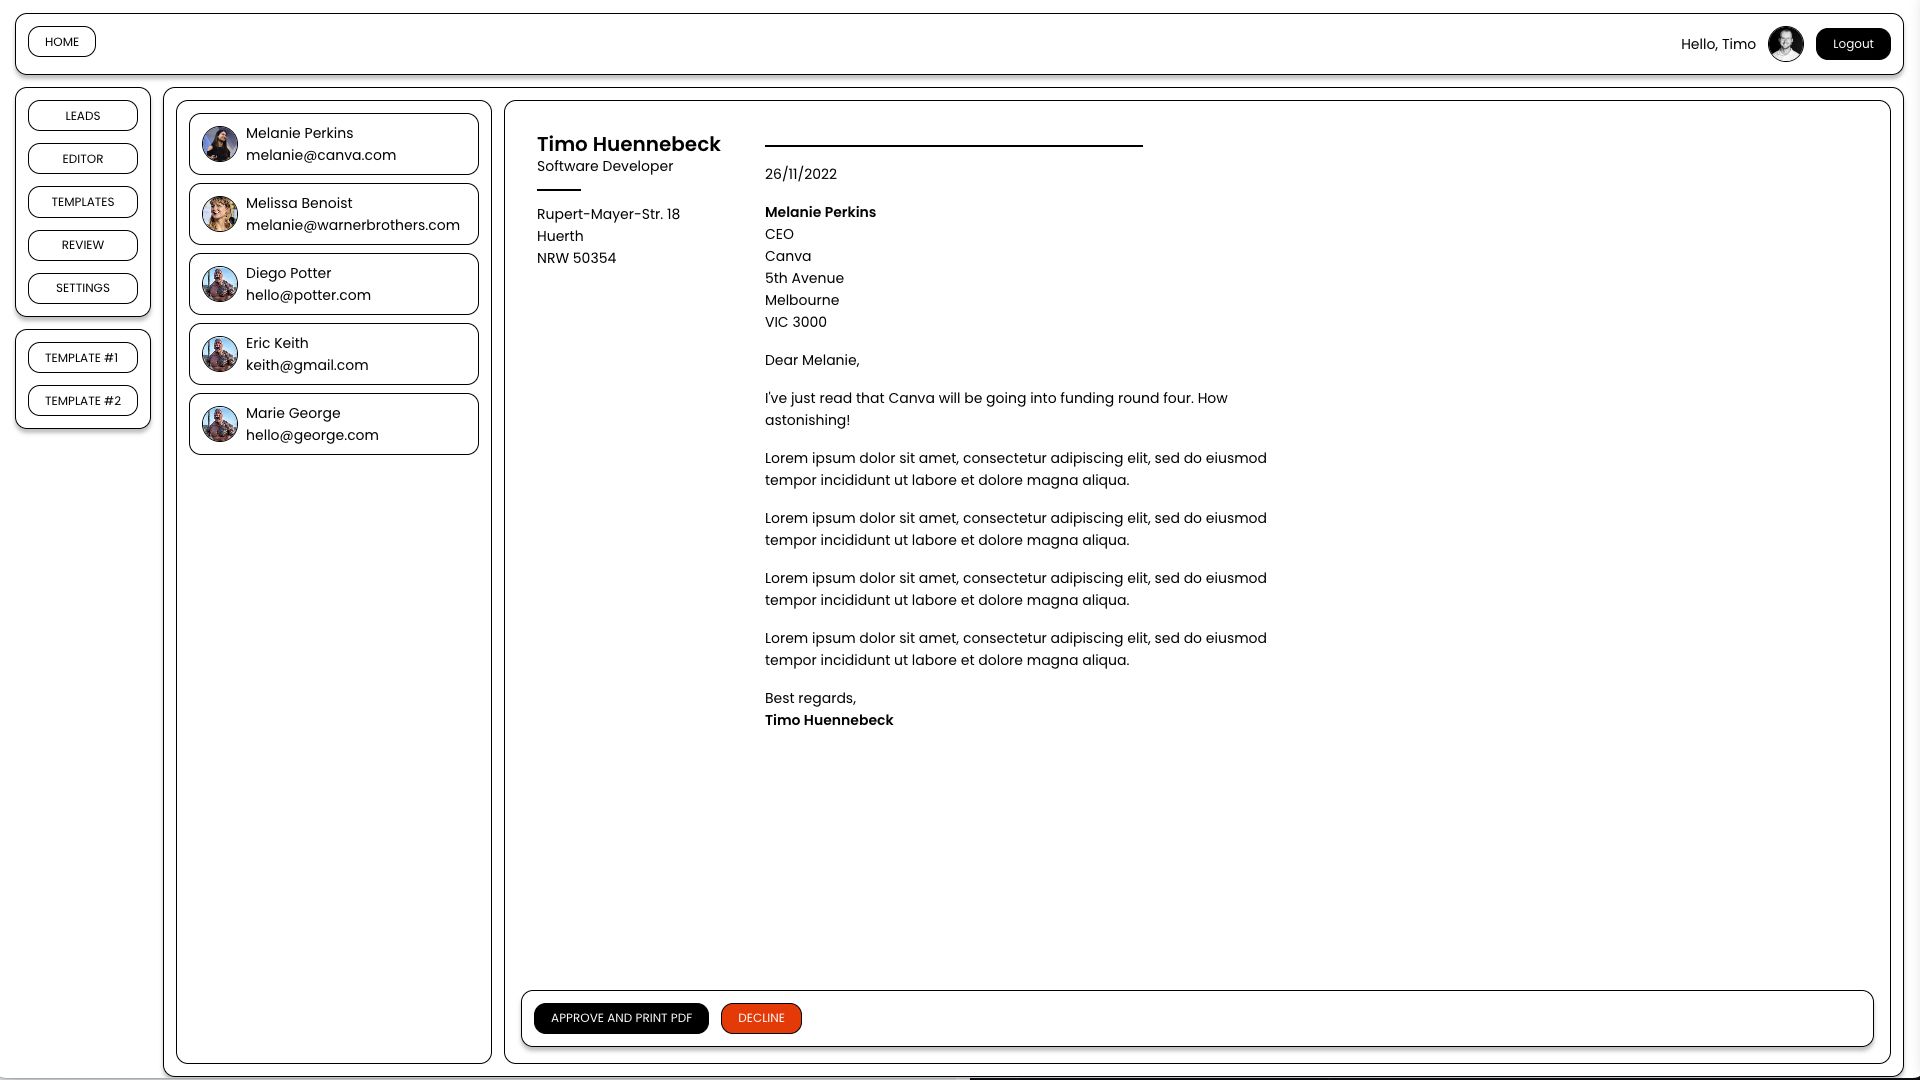 HOME
Hello, Timo
Logout
LEADS
EDITOR
TEMPLATES
REVIEW
SETTINGS
TEMPLATE #1
TEMPLATE #2
Melanie Perkins
melanie@canva.com
Melissa Benoist
melanie@warnerbrothers.com
Diego Potter
hello@potter.com
Eric Keith
keith@gmail.com
Marie George
hello@george.com
Timo Huennebeck
Software Developer
Rupert-Mayer-Str. 18
Huerth
NRW 50354
26/11/2022
Melanie Perkins
CEO
Canva
5th Avenue
Melbourne
VIC 3000
Dear Melanie,
I've just read that Canva will be going into funding round four. How
astonishing!
Lorem ipsum dolor sit amet, consectetur adipiscing elit, sed do eiusmod
tempor incididunt ut labore et dolore magna aliqua.
Lorem ipsum dolor sit amet, consectetur adipiscing elit, sed do eiusmod
tempor incididunt ut labore et dolore magna aliqua.
Lorem ipsum dolor sit amet, consectetur adipiscing elit, sed do eiusmod
tempor incididunt ut labore et dolore magna aliqua.
Lorem ipsum dolor sit amet, consectetur adipiscing elit, sed do eiusmod
tempor incididunt ut labore et dolore magna aliqua.
Best regards,
Timo Huennebeck
APPROVE AND PRINT PDF
DECLINE